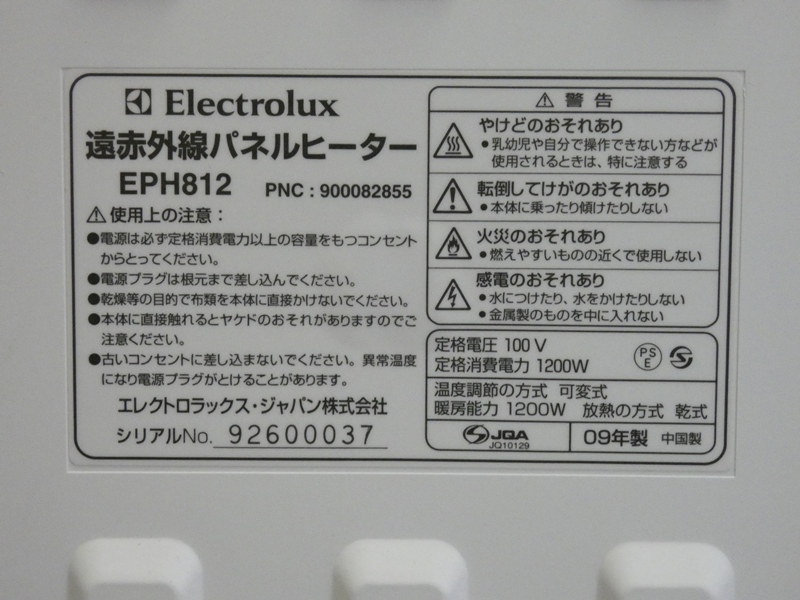 Electrolux
遠赤外線パネルヒーター
EPH812 PNC : 900082855
使用上の注意：
●電源は必ず定格消費電力以上の容量をもつコンセント
からとってください。
●電源プラグは根元まで差し込んでください。
●乾燥等の目的で布類を本体に直接かけないでください。
●本体に直接触れるとヤケドのおそれがありますのでご
注意ください。
●古いコンセントに差し込まないでください。異常温度
になり電源プラグがとけることがあります。
エレクトロラックス・ジャパン株式会社
シリアルNo. 92600037
警告
やけどのおそれあり
・乳幼児や自分で操作できない方などが
使用されるときは、特に注意する
転倒してけがのおそれあり
・本体に乗ったり傾けたりしない
火災のおそれあり
・燃えやすいものの近くで使用しない
感電のおそれあり
・水につけたり、水をかけたりしない
・金属製のものを中に入れない
定格電圧 100 V
定格消費電力 1200W
PS
E
温度調節の方式 可変式
暖房能力 1200W 放熱の方式 乾式
JQA
JQ10129
09年製 中国製